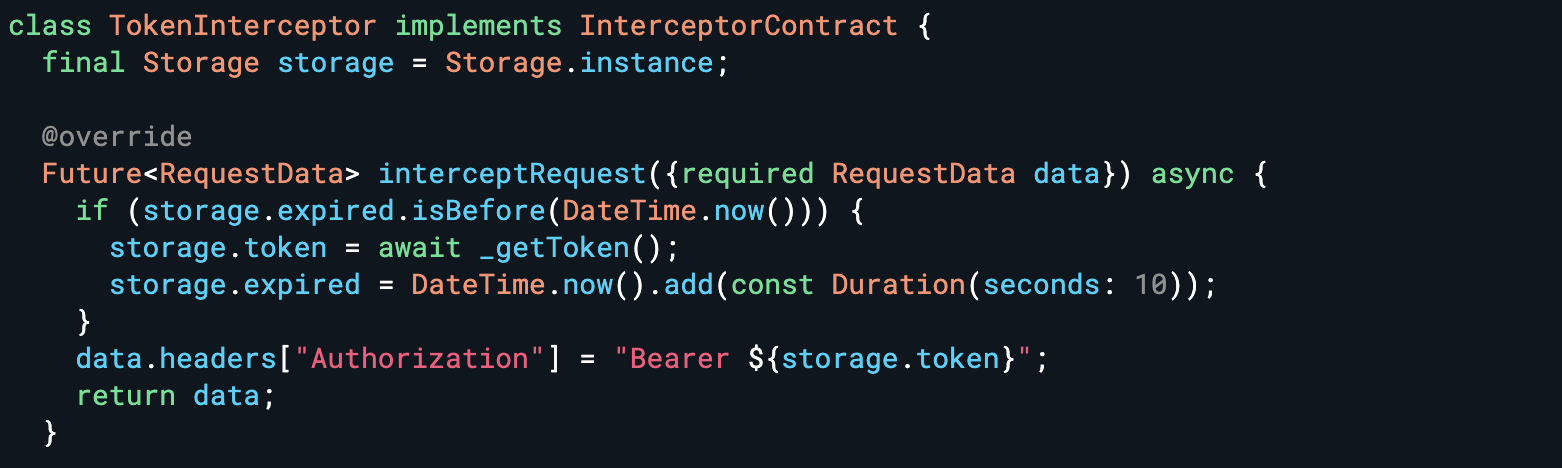 class TokenInterceptor implements InterceptorContract {
  final Storage storage = Storage.instance;

  @override
  Future<RequestData> interceptRequest({required RequestData data}) async {
    if (storage.expired.isBefore(DateTime.now())) {
      storage.token = await _getToken();
      storage.expired = DateTime.now().add(const Duration(seconds: 10));
    }
    data.headers["Authorization"] = "Bearer ${storage.token}";
    return data;
  }